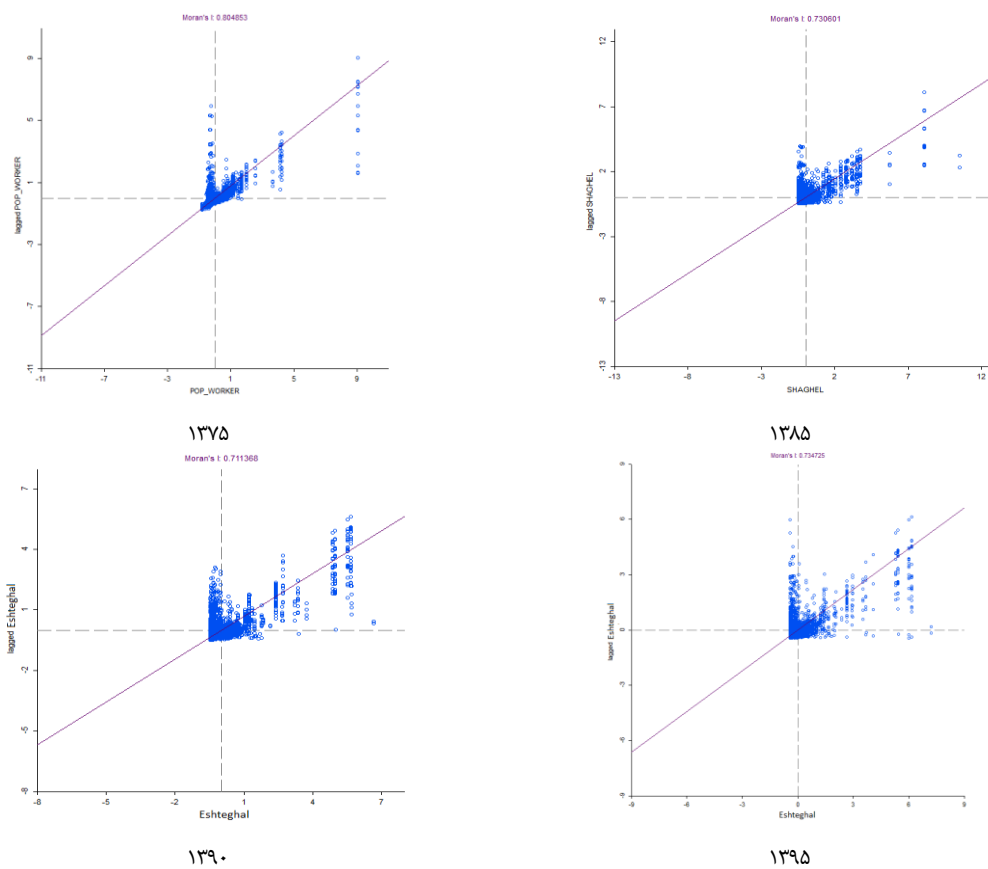 Moran's I: 0.804853
lagged POP_WORKER
9
5
1
-3
-7
-11
-11 -7 -3 1 5 9
POP_WORKER
۱۳۷۵
Moran's I: 0.730601
lagged SHAGHEL
12
7
2
-3
-8
-13
-13 -8 -3 2 7 12
SHAGHEL
۱۳۸۵
Moran's I: 0.711368
lagged Eshteghal
7
4
1
-2
-5
-8
-8 -5 -2 1 4 7
Eshteghal
۱۳۹۰
Moran's I: 0.734725
lagged Eshteghal
9
6
3
0
-3
-6
-9
-9 -6 -3 0 3 6 9
Eshteghal
۱۳۹۵